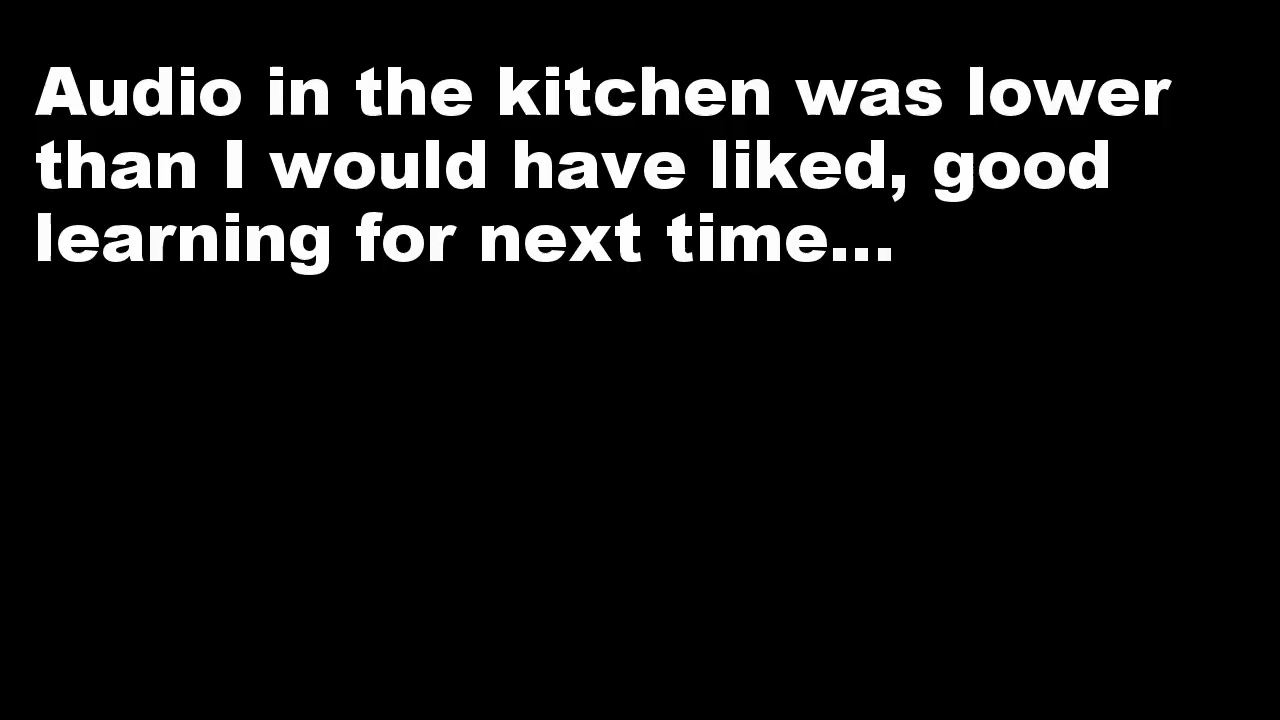 Audio in the kitchen was lower
than I would have liked, good
learning for next time...